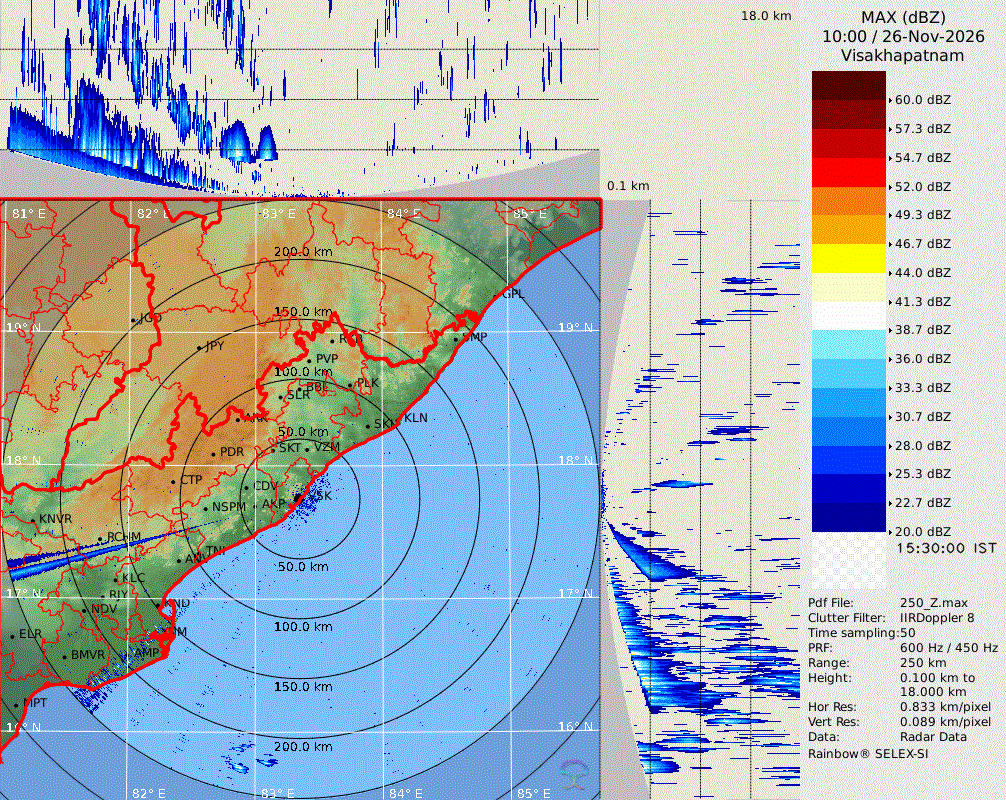 18.0 km
MAX (dBZ)
10:00 / 26-Nov-2026
Visakhapatnam
60.0 dBZ
57.3 dBZ
54.7 dBZ
52.0 dBZ
49.3 dBZ
46.7 dBZ
44.0 dBZ
41.3 dBZ
38.7 dBZ
36.0 dBZ
33.3 dBZ
30.7 dBZ
28.0 dBZ
25.3 dBZ
22.7 dBZ
20.0 dBZ
15:30:00 IST
Pdf File: 250_Z.max
Clutter Filter: IIRDoppler 8
Time sampling:50
PRF: 600 Hz / 450 Hz
Range: 250 km
Height: 0.100 km to
18.000 km
Hor Res: 0.833 km/pixel
Vert Res: 0.089 km/pixel
Data: Radar Data
Rainbow® SELEX-SI
0.1 km
81° E 82° E 83° E 84° E 85° E
200.0 km
GPL
150.0 km
JGD
19° N 19° N
SMP
JPY
PVP
100.0 km
PLK
BBL
SLR
KLN
50.0 km
SKT VZM
PDR
18° N 18° N
CTP
CDV
NSPM
AKP
KNVR
TNI
50.0 km
KLC
RJY
17° N
NDV
100.0 km
ELR
AMP
BMVR
150.0 km
MPT
16° N 16° N
200.0 km
82° E 83° E 84° E 85° E